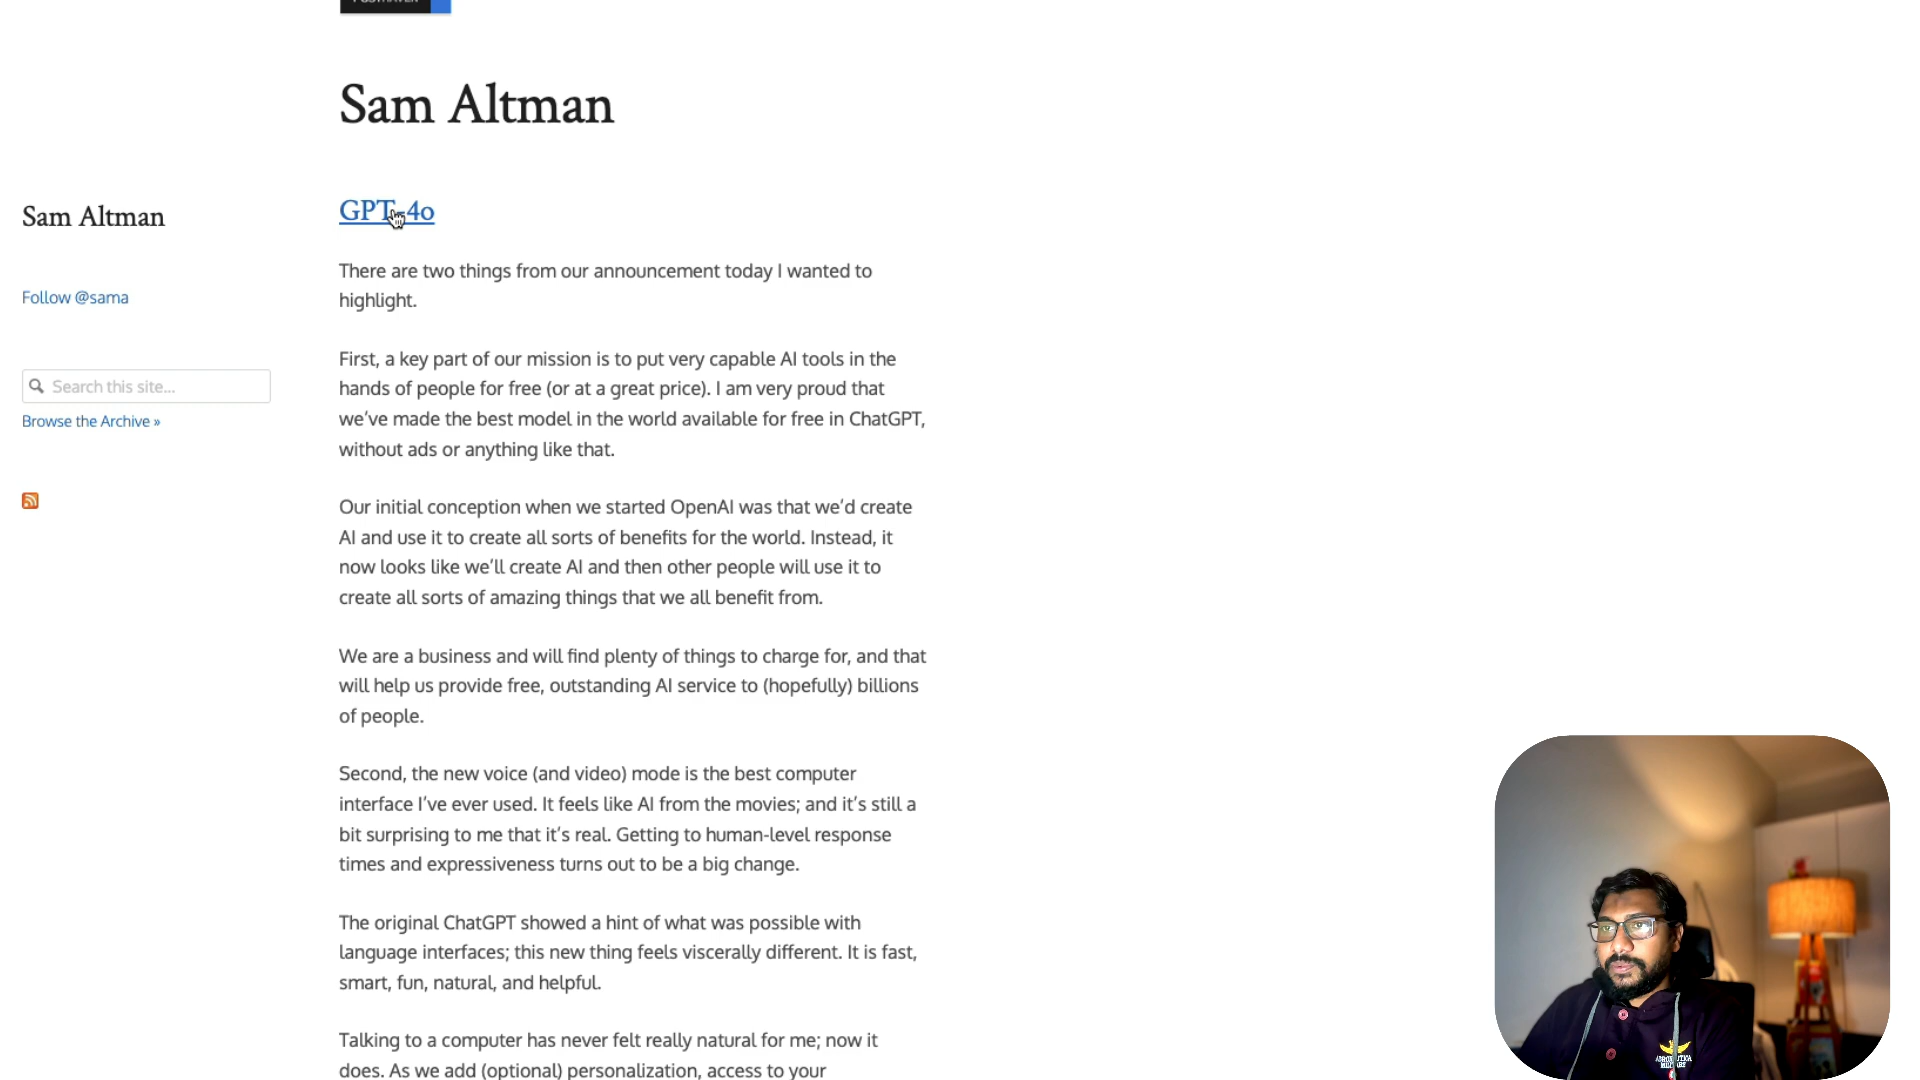 Sam Altman
Sam Altman
Follow @sama
Search this site...
Browse the Archive »
GPT-4o
There are two things from our announcement today I wanted to
highlight.
First, a key part of our mission is to put very capable AI tools in the
hands of people for free (or at a great price). I am very proud that
we've made the best model in the world available for free in ChatGPT,
without ads or anything like that.
Our initial conception when we started OpenAI was that we'd create
AI and use it to create all sorts of benefits for the world. Instead, it
now looks like we'll create AI and then other people will use it to
create all sorts of amazing things that we all benefit from.
We are a business and will find plenty of things to charge for, and that
will help us provide free, outstanding AI service to (hopefully) billions
of people.
Second, the new voice (and video) mode is the best computer
interface I've ever used. It feels like AI from the movies; and it's still a
bit surprising to me that it's real. Getting to human-level response
times and expressiveness turns out to be a big change.
The original ChatGPT showed a hint of what was possible with
language interfaces; this new thing feels viscerally different. It is fast,
smart, fun, natural, and helpful.
Talking to a computer has never felt really natural for me; now it
does. As we add (optional) personalization, access to your